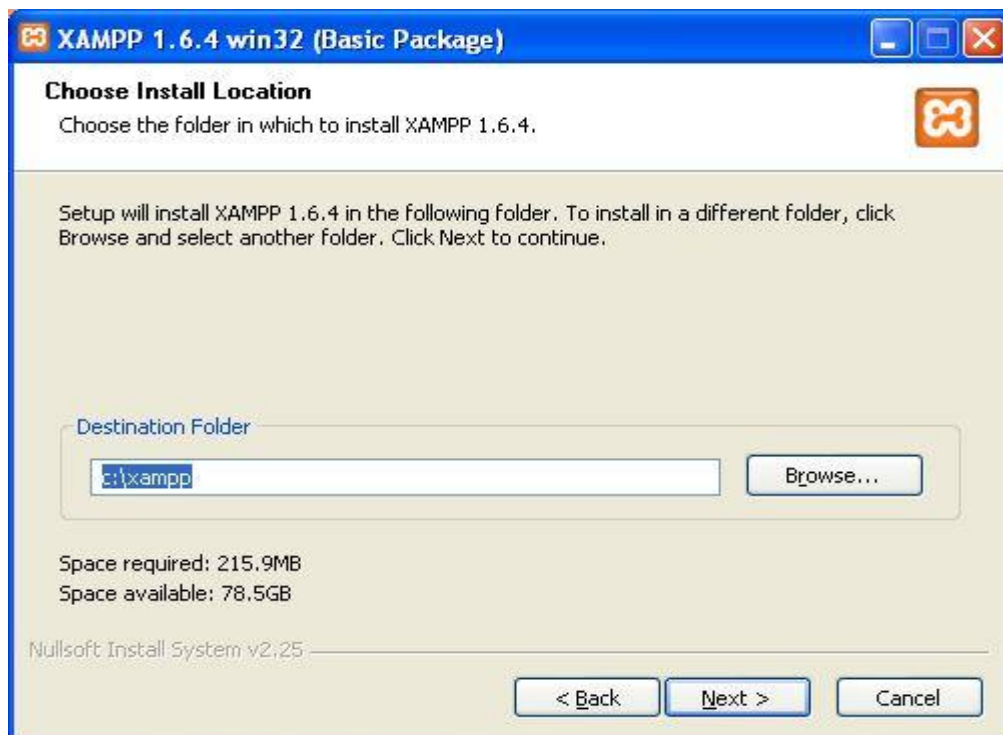 XAMPP 1.6.4 win32 (Basic Package)
Choose Install Location
Choose the folder in which to install XAMPP 1.6.4.
Setup will install XAMPP 1.6.4 in the following folder. To install in a different folder, click
Browse and select another folder. Click Next to continue.
Destination Folder
c:\xampp
Browse...
Space required: 215.9MB
Space available: 78.5GB
Nullsoft Install System v2.25
< Back
Next >
Cancel